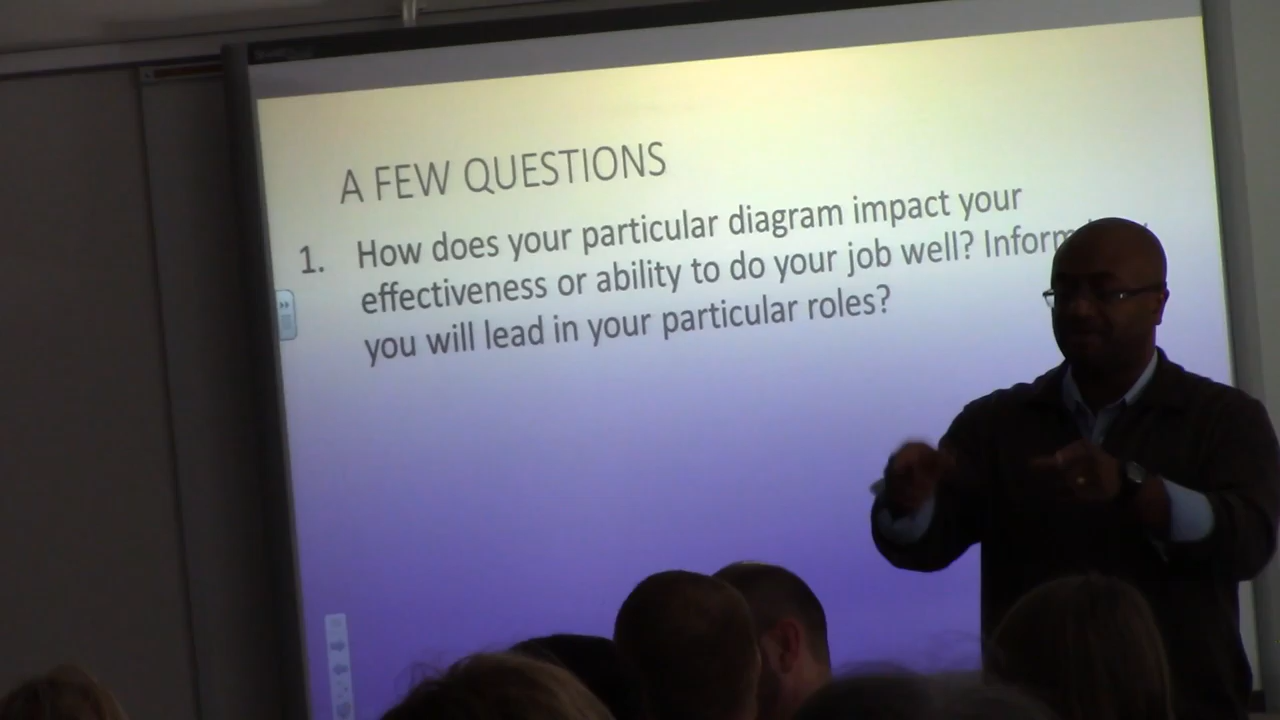 A FEW QUESTIONS
1. How does your particular diagram impact your
effectiveness or ability to do your job well?
you will lead in your particular roles?